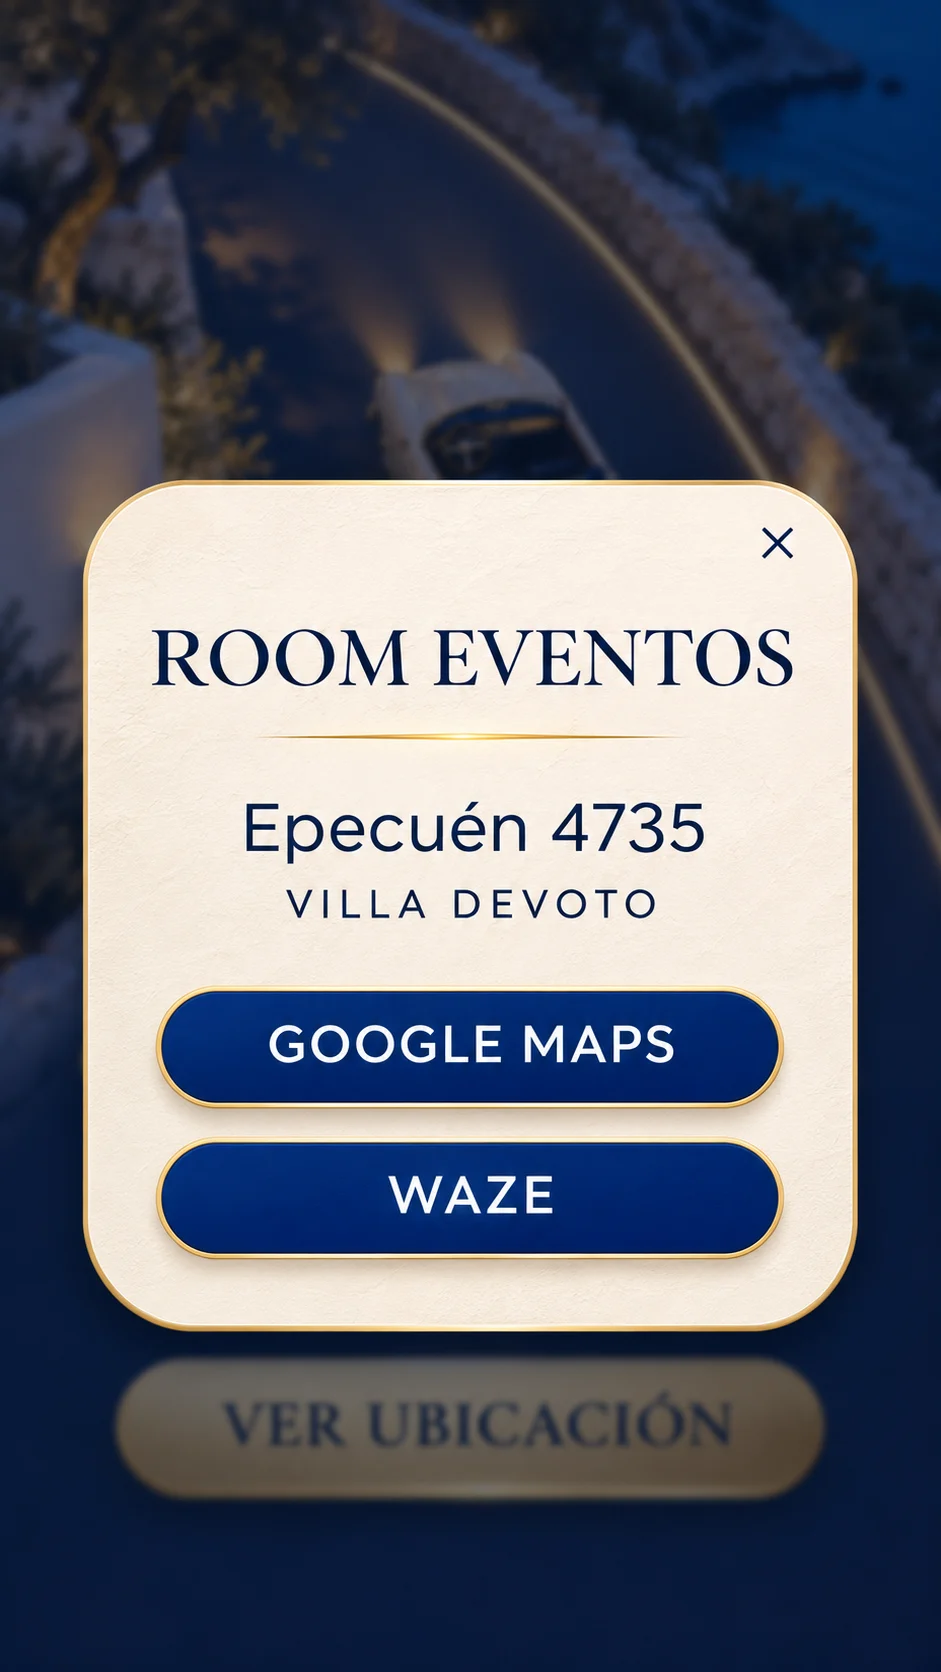 ROOM EVENTOS
Epecuén 4735
VILLA DEVOTO
GOOGLE MAPS
WAZE
VER UBICACIÓN